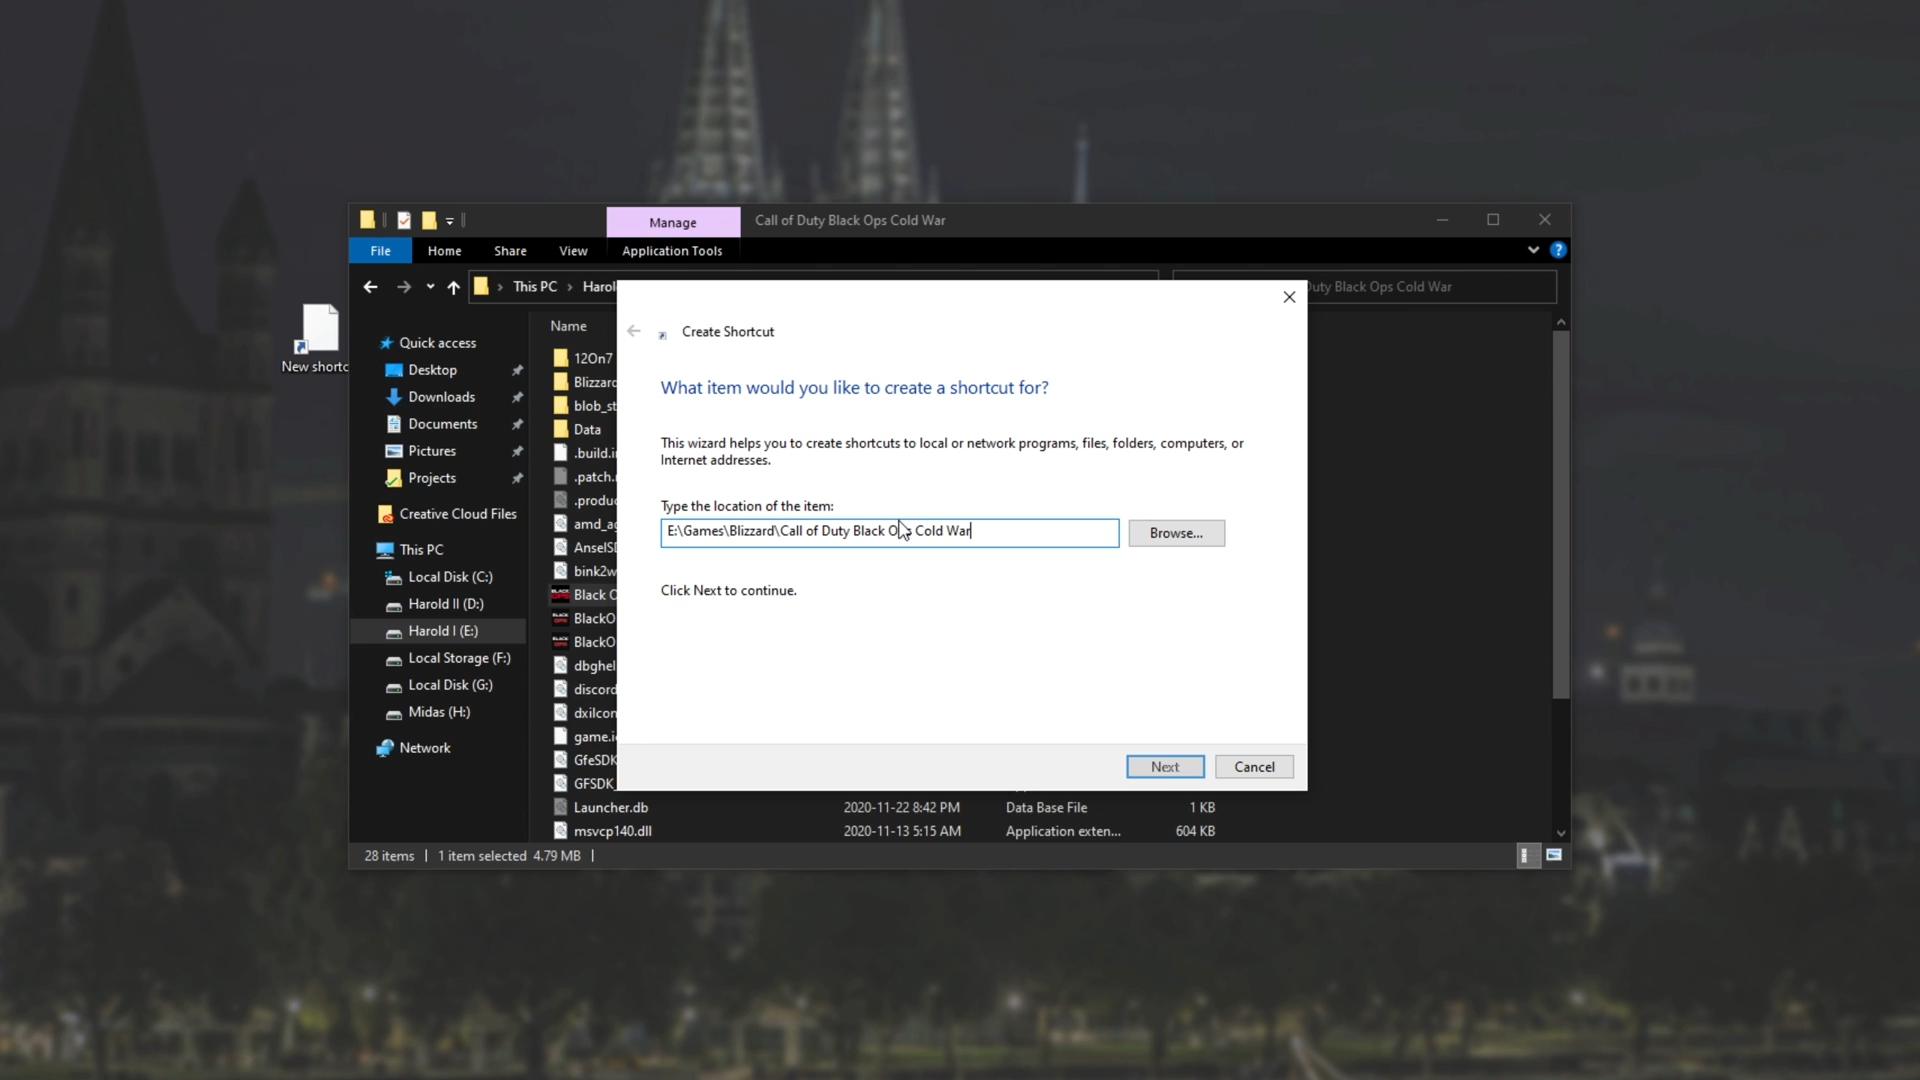 Manage
Call of Duty Black Ops Cold War
File
Home
Share
View
Application Tools
This PC
Name
Create Shortcut
What item would you like to create a shortcut for?
This wizard helps you to create shortcuts to local or network programs, files, folders, computers, or
Internet addresses.
Type the location of the item:
E:\Games\Blizzard\Call of Duty Black Ops Cold War
Browse...
Click Next to continue.
Next
Cancel
Duty Black Ops Cold War
New shortc
Quick access
Desktop
Downloads
Documents
Pictures
Projects
Creative Cloud Files
This PC
Local Disk (C:)
Harold II (D:)
Harold I (E:)
Local Storage (F:)
Local Disk (G:)
Midas (H:)
Network
12On7
Blizzard
blob_st
Data
.patch.
.produc
bink2w
Black O
BlackO
BlackO
dbghel
discord
dxilcon
GfeSDK
GFSDK_
Launcher.db 2020-11-22 8:42 PM Data Base File 1 KB
msvcp140.dll 2020-11-13 5:15 AM Application exten... 604 KB
28 items | 1 item selected 4.79 MB |